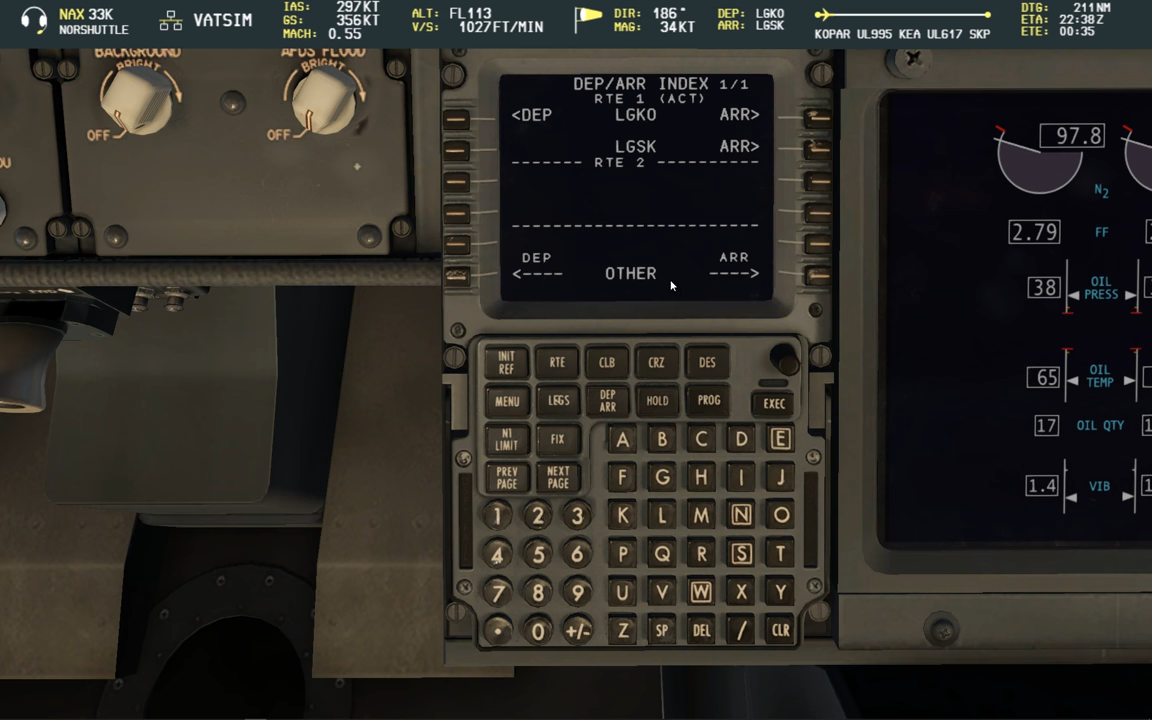 NAX 33K
NORSHUTTLE
VATSIM
IAS: 297KT
GS: 356KT
MACH: 0.55
ALT: FL113
V/S: 1027FT/MIN
DIR: 186°
MAG: 34KT
DEP: LGKO
ARR: LGSK
KOPAR UL995 KEA UL617 SKP
DTG: 211NM
ETA: 22:38Z
ETE: 00:35
BACKGROUND
BRIGHT
OFF
AFDS FLOOD
BRIGHT
OFF
DEP/ARR INDEX 1/1
RTE 1 (ACT)
<DEP LGKO ARR>
LGSK ARR>
------- RTE 2 ----------
DEP ARR
<---- OTHER ---->
INIT REF
RTE
CLB
CRZ
DES
MENU
LEGS
DEP ARR
HOLD
PROG
EXEC
N1 LIMIT
FIX
PREV PAGE
NEXT PAGE
A B C D E
F G H I J
K L M N O
P Q R S T
U V W X Y
Z SP DEL / CLR
1 2 3
4 5 6
7 8 9
. 0 +/-
97.8
N2
2.79 FF
38 OIL PRESS
65 OIL TEMP
17 OIL QTY
1.4 VIB